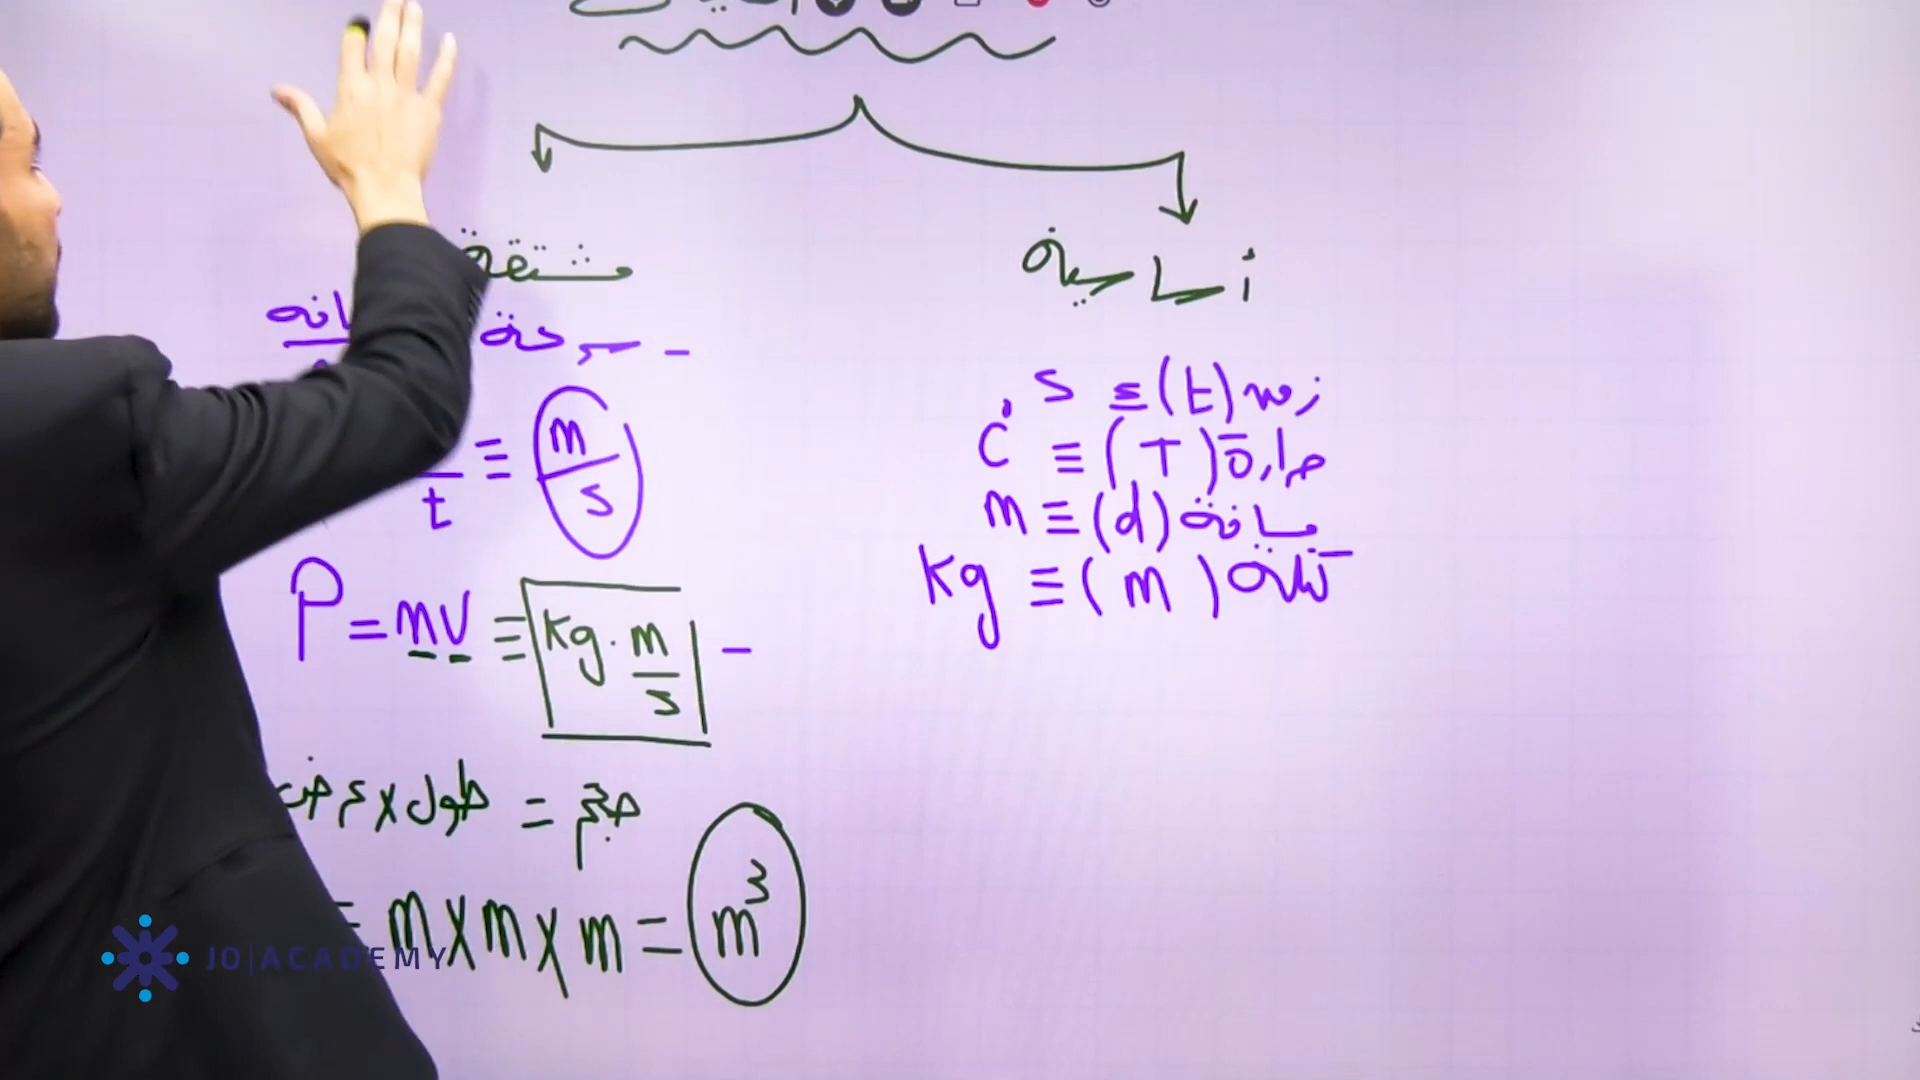 أساسية
مشتقة
زمن (t) ≡ s
حرارة (T) ≡ C°
مسافة (d) ≡ m
كتلة (m) ≡ kg
- سرعة
t ≡ m/s
P = mv ≡ kg. m/s -
حجم = طول x عرض
= m x m x m = m³
JO|ACADEMY